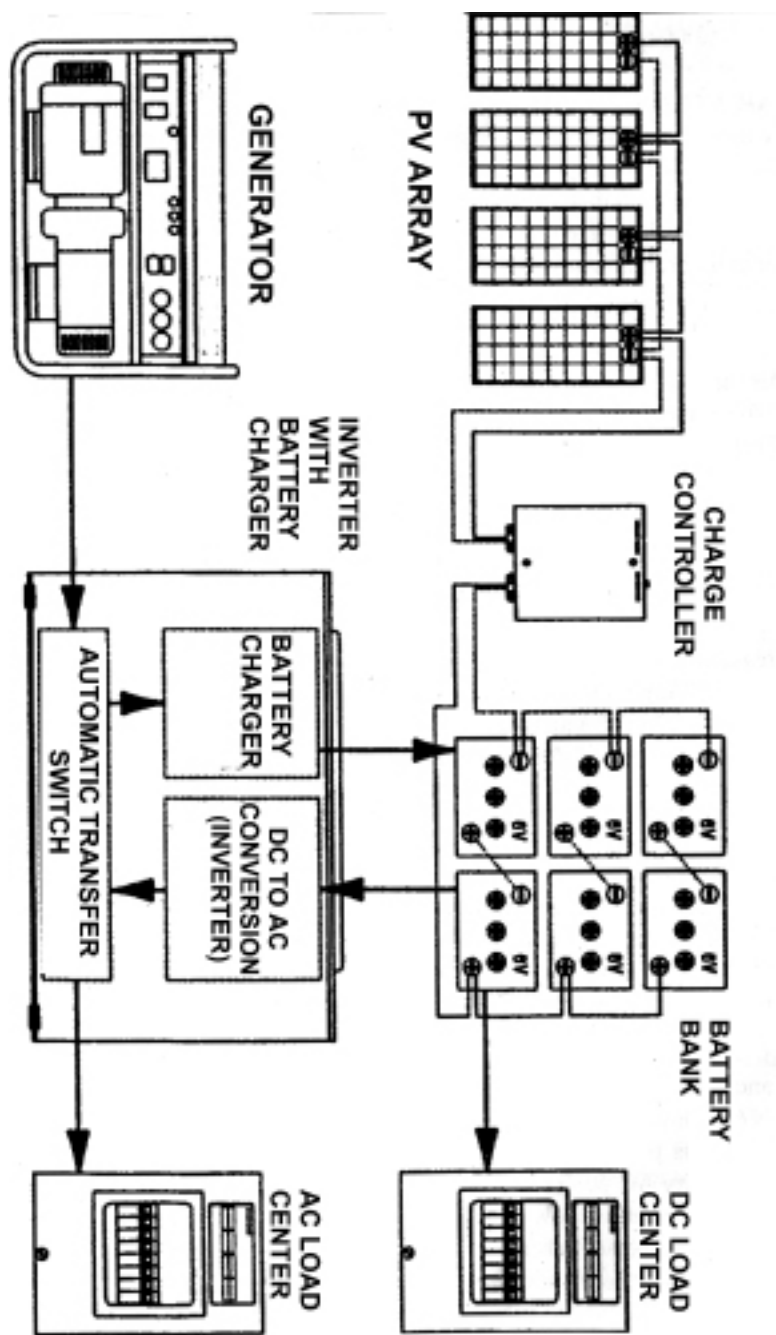 PV ARRAY
CHARGE
CONTROLLER
BATTERY
BANK
6V
6V
6V
6V
6V
6V
DC LOAD
CENTER
GENERATOR
INVERTER
WITH
BATTERY
CHARGER
BATTERY
CHARGER
DC TO AC
CONVERSION
(INVERTER)
AUTOMATIC TRANSFER
SWITCH
AC LOAD
CENTER